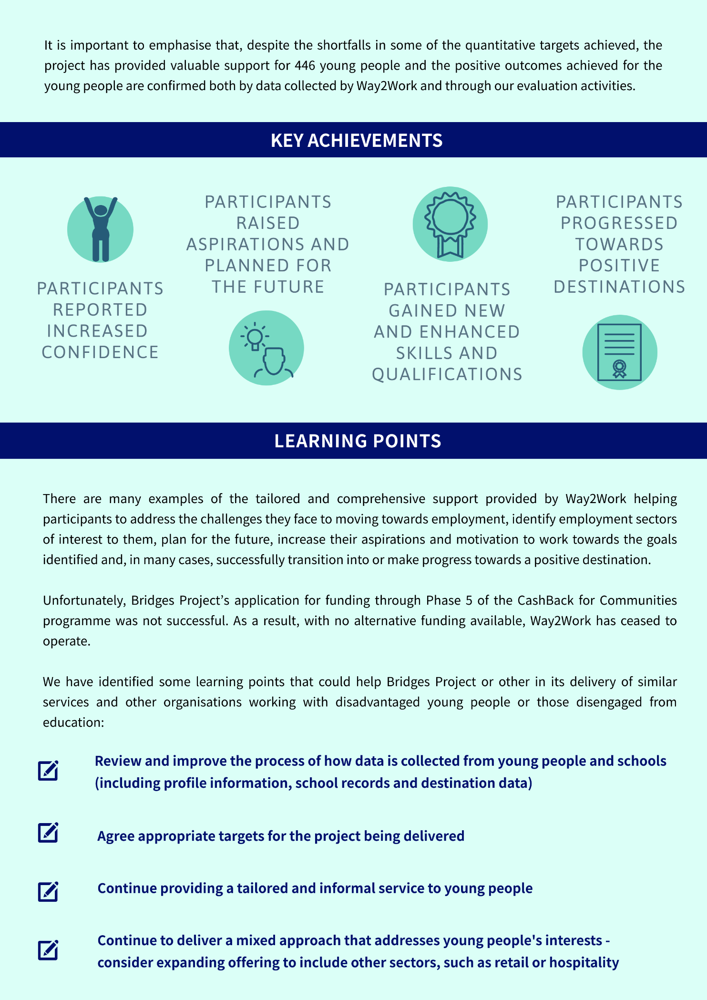 It is important to emphasise that, despite the shortfalls in some of the quantitative targets achieved, the
project has provided valuable support for 446 young people and the positive outcomes achieved for the
young people are confirmed both by data collected by Way2Work and through our evaluation activities.
KEY ACHIEVEMENTS
PARTICIPANTS
REPORTED
INCREASED
CONFIDENCE
PARTICIPANTS
RAISED
ASPIRATIONS AND
PLANNED FOR
THE FUTURE
PARTICIPANTS
GAINED NEW
AND ENHANCED
SKILLS AND
QUALIFICATIONS
PARTICIPANTS
PROGRESSED
TOWARDS
POSITIVE
DESTINATIONS
LEARNING POINTS
There are many examples of the tailored and comprehensive support provided by Way2Work helping
participants to address the challenges they face to moving towards employment, identify employment sectors
of interest to them, plan for the future, increase their aspirations and motivation to work towards the goals
identified and, in many cases, successfully transition into or make progress towards a positive destination.
Unfortunately, Bridges Project’s application for funding through Phase 5 of the CashBack for Communities
programme was not successful. As a result, with no alternative funding available, Way2Work has ceased to
operate.
We have identified some learning points that could help Bridges Project or other in its delivery of similar
services and other organisations working with disadvantaged young people or those disengaged from
education:
Review and improve the process of how data is collected from young people and schools
(including profile information, school records and destination data)
Agree appropriate targets for the project being delivered
Continue providing a tailored and informal service to young people
Continue to deliver a mixed approach that addresses young people's interests -
consider expanding offering to include other sectors, such as retail or hospitality